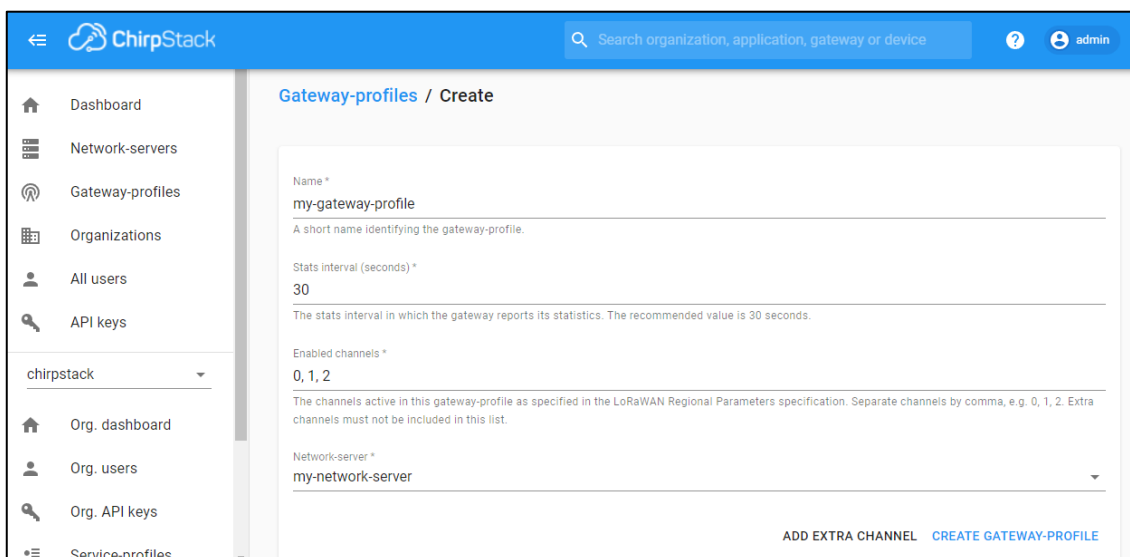 ChirpStack
Search organization, application, gateway or device
?
admin
Dashboard
Network-servers
Gateway-profiles
Organizations
All users
API keys
chirpstack
Org. dashboard
Org. users
Org. API keys
Service-profiles
Gateway-profiles / Create
Name *
my-gateway-profile
A short name identifying the gateway-profile.
Stats interval (seconds) *
30
The stats interval in which the gateway reports its statistics. The recommended value is 30 seconds.
Enabled channels *
0, 1, 2
The channels active in this gateway-profile as specified in the LoRaWAN Regional Parameters specification. Separate channels by comma, e.g. 0, 1, 2. Extra
channels must not be included in this list.
Network-server *
my-network-server
ADD EXTRA CHANNEL CREATE GATEWAY-PROFILE